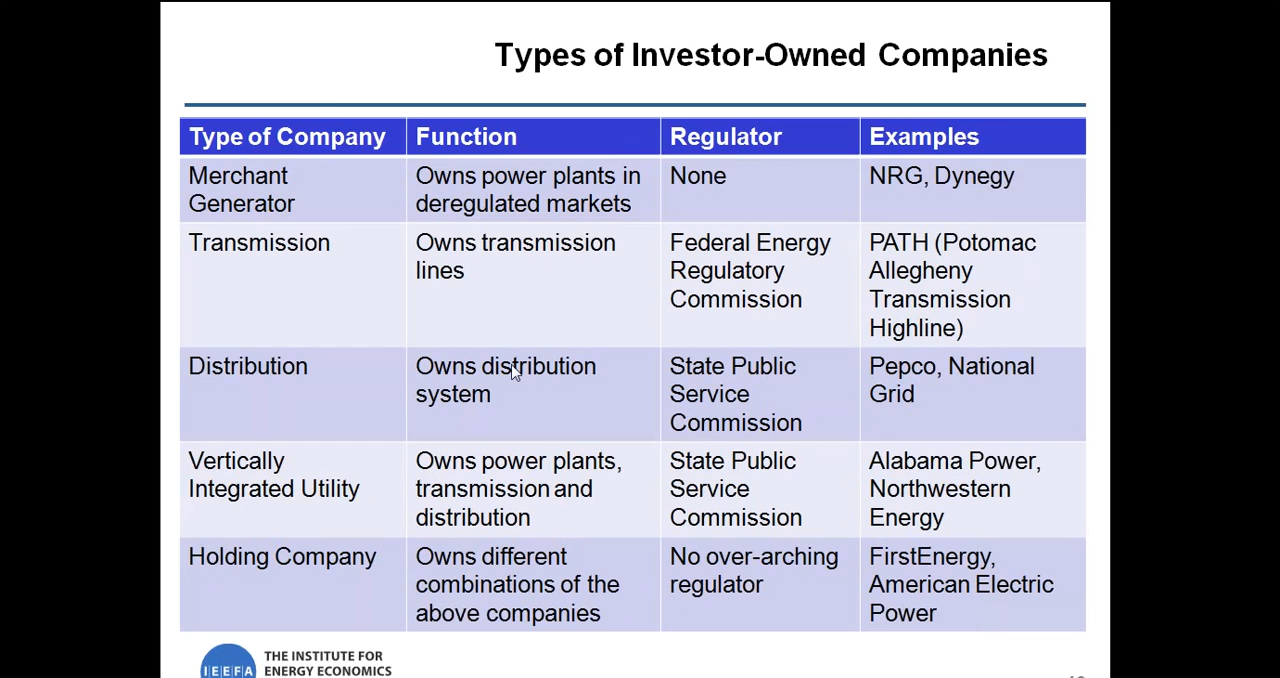 Types of Investor-Owned Companies
Type of Company
Function
Regulator
Examples
Merchant
Generator
Owns power plants in
deregulated markets
None
NRG, Dynegy
Transmission
Owns transmission
lines
Federal Energy
Regulatory
Commission
PATH (Potomac
Allegheny
Transmission
Highline)
Distribution
Owns distribution
system
State Public
Service
Commission
Pepco, National
Grid
Vertically
Integrated Utility
Owns power plants,
transmission and
distribution
State Public
Service
Commission
Alabama Power,
Northwestern
Energy
Holding Company
Owns different
combinations of the
above companies
No over-arching
regulator
FirstEnergy,
American Electric
Power
IEEFA
THE INSTITUTE FOR
ENERGY ECONOMICS